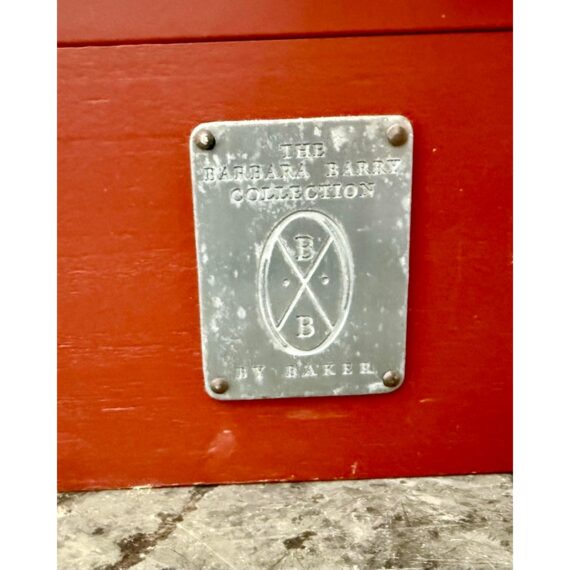 THE
BARBARA BARRY
COLLECTION
B
B
BY BAKER